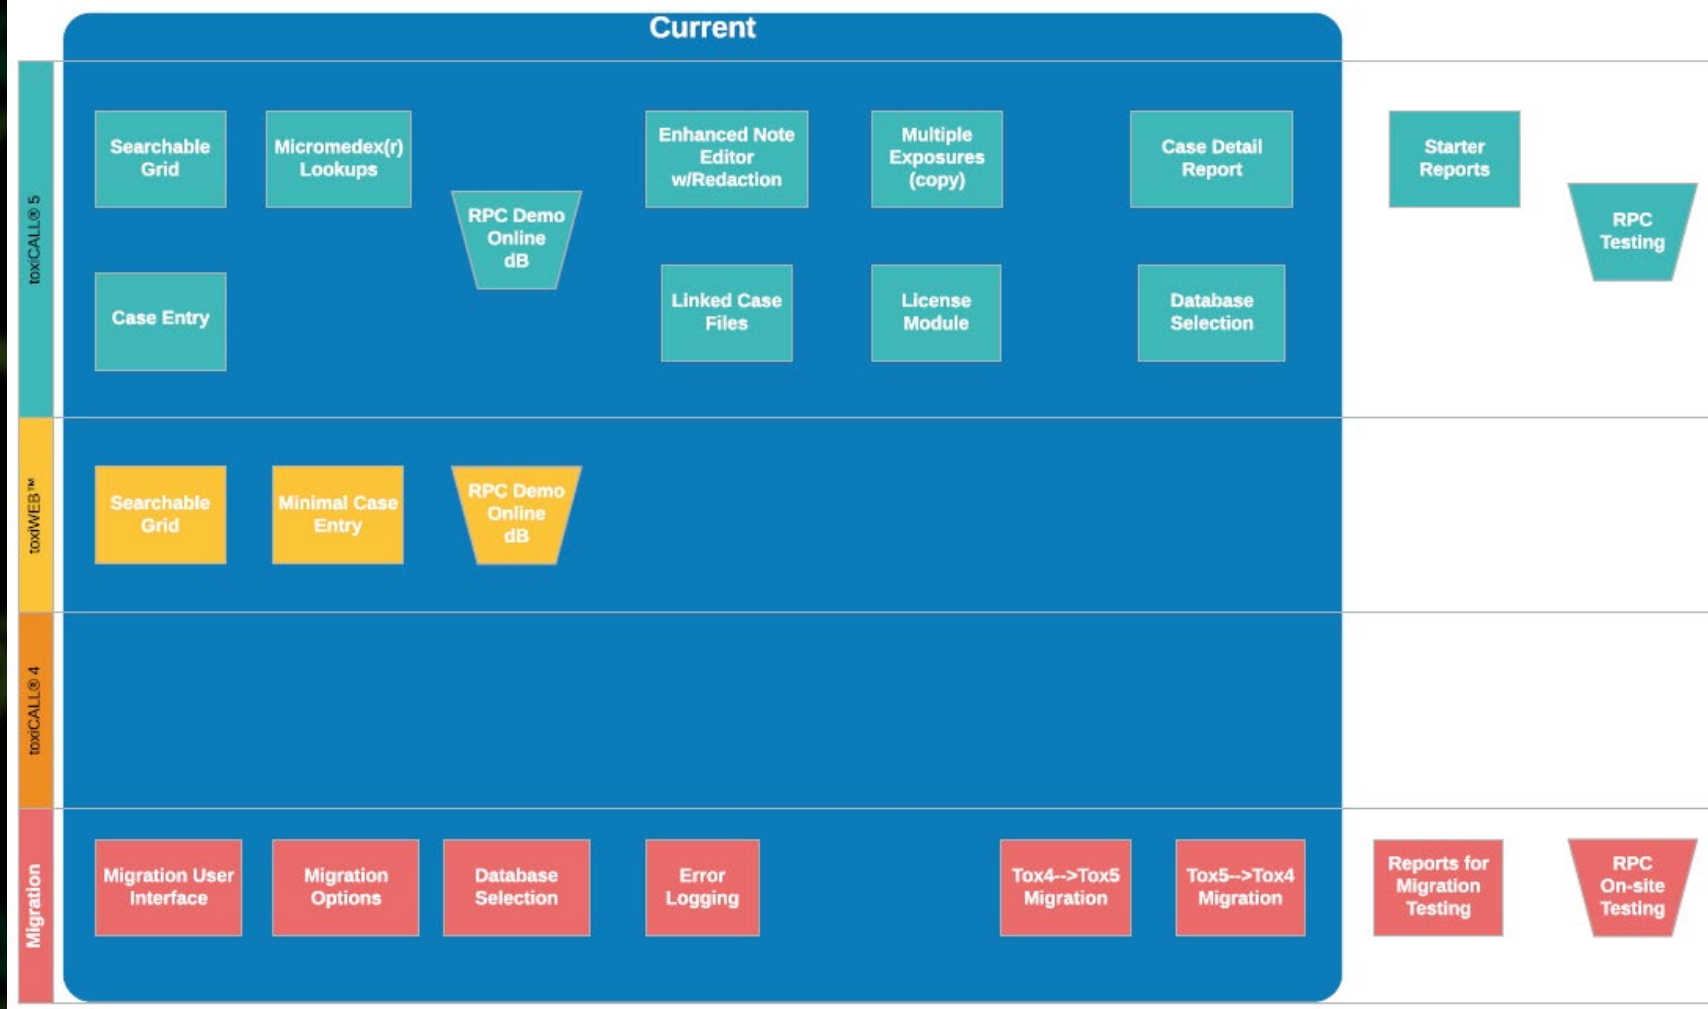 Current
toxiCALL® 5
Searchable
Grid
Micromedex(r)
Lookups
RPC Demo
Online
dB
Enhanced Note
Editor
w/Redaction
Multiple
Exposures
(copy)
Case Detail
Report
Starter
Reports
RPC
Testing
Case Entry
Linked Case
Files
License
Module
Database
Selection
toxiWEB™
Searchable
Grid
Minimal Case
Entry
RPC Demo
Online
dB
toxiCALL® 4
Migration
Migration User
Interface
Migration
Options
Database
Selection
Error
Logging
Tox4-->Tox5
Migration
Tox5-->Tox4
Migration
Reports for
Migration
Testing
RPC
On-site
Testing